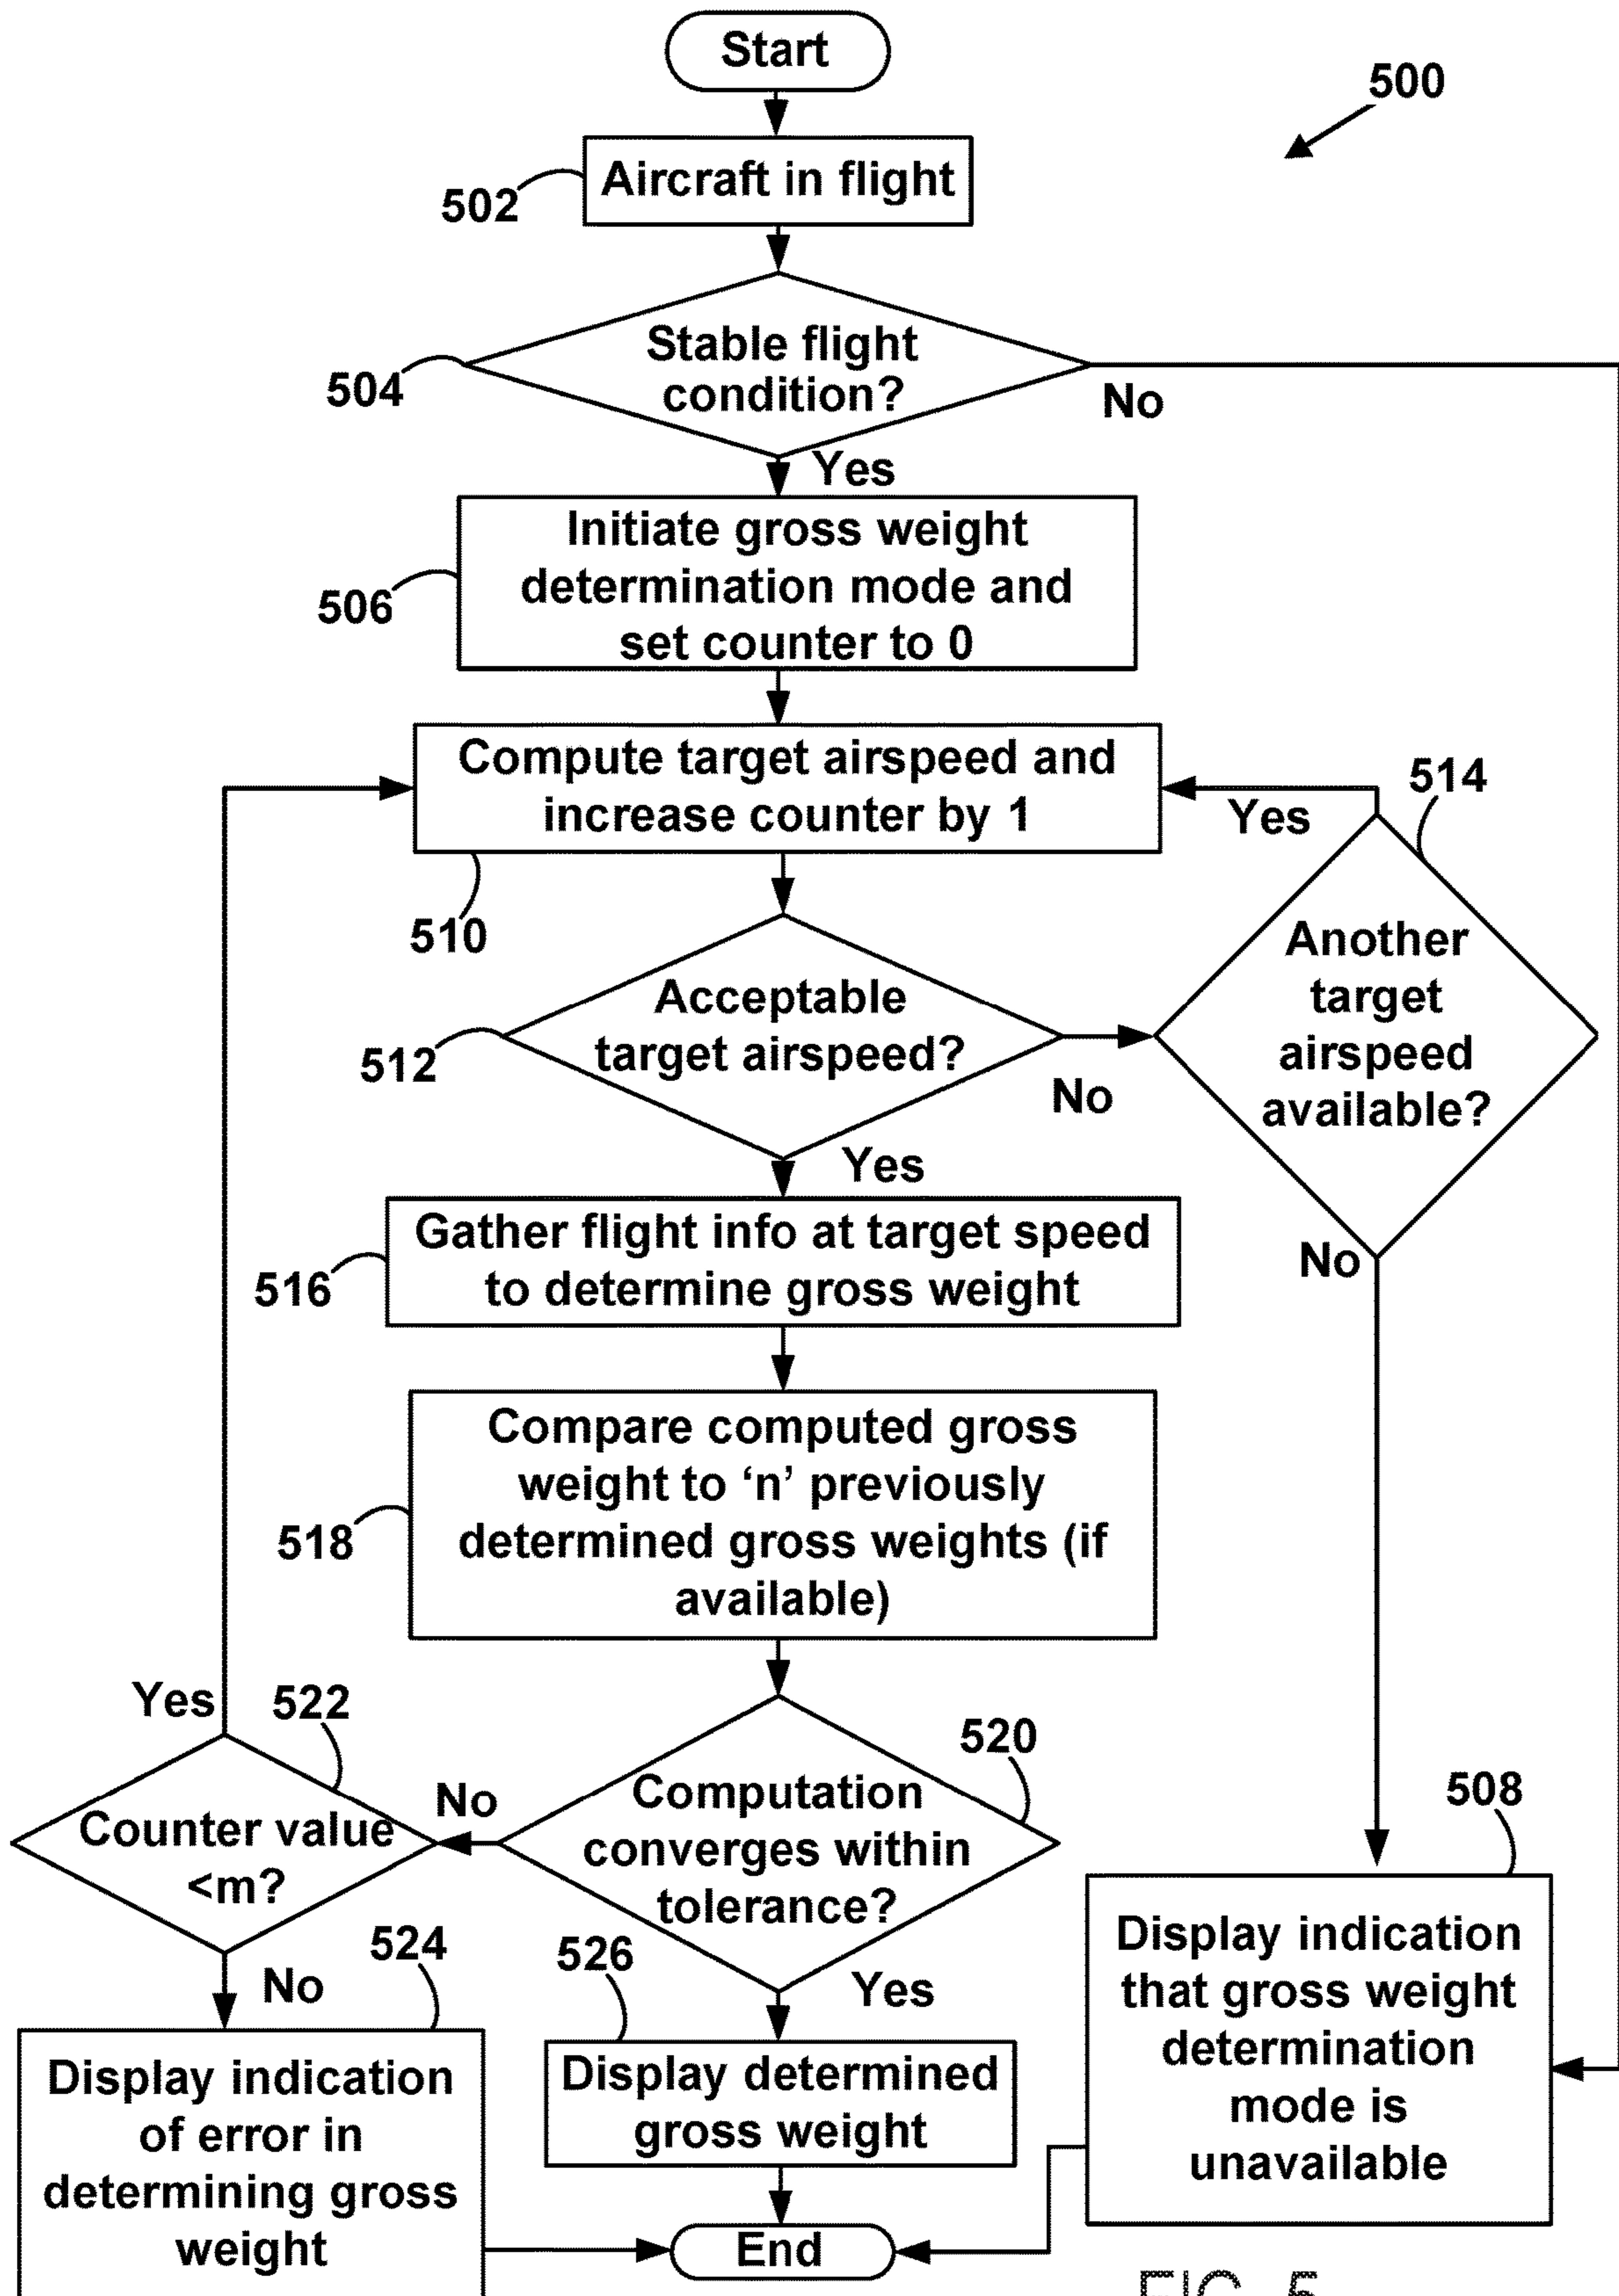 Start
500
Aircraft in flight
502
Stable flight
condition?
504
No
Yes
Initiate gross weight
determination mode and
set counter to 0
506
Compute target airspeed and
increase counter by 1
514
Yes
510
Another
target
airspeed
available?
Acceptable
target airspeed?
512
No
Yes
Gather flight info at target speed
to determine gross weight
516
No
Compare computed gross
weight to ‘n’ previously
determined gross weights (if
available)
518
Yes
522
520
Computation
converges within
tolerance?
No
Counter value
<m?
508
524
526
No
Yes
Display indication
that gross weight
determination
mode is
unavailable
Display indication
of error in
determining gross
weight
Display determined
gross weight
End
FIG. 5